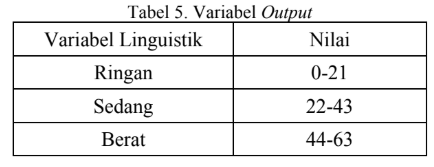 Tabel 5. Variabel Output
Variabel Linguistik Nilai
Ringan 0-21
Sedang 22-43
Berat 44-63